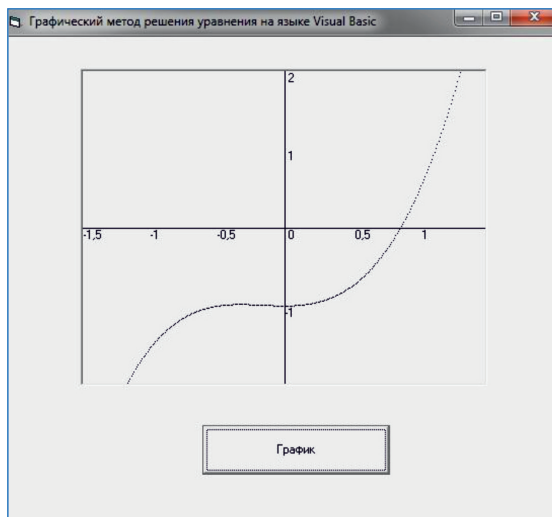 Графический метод решения уравнения на языке Visual Basic
2
1
-1,5 -1 -0,5 0 0,5 1
-1
График